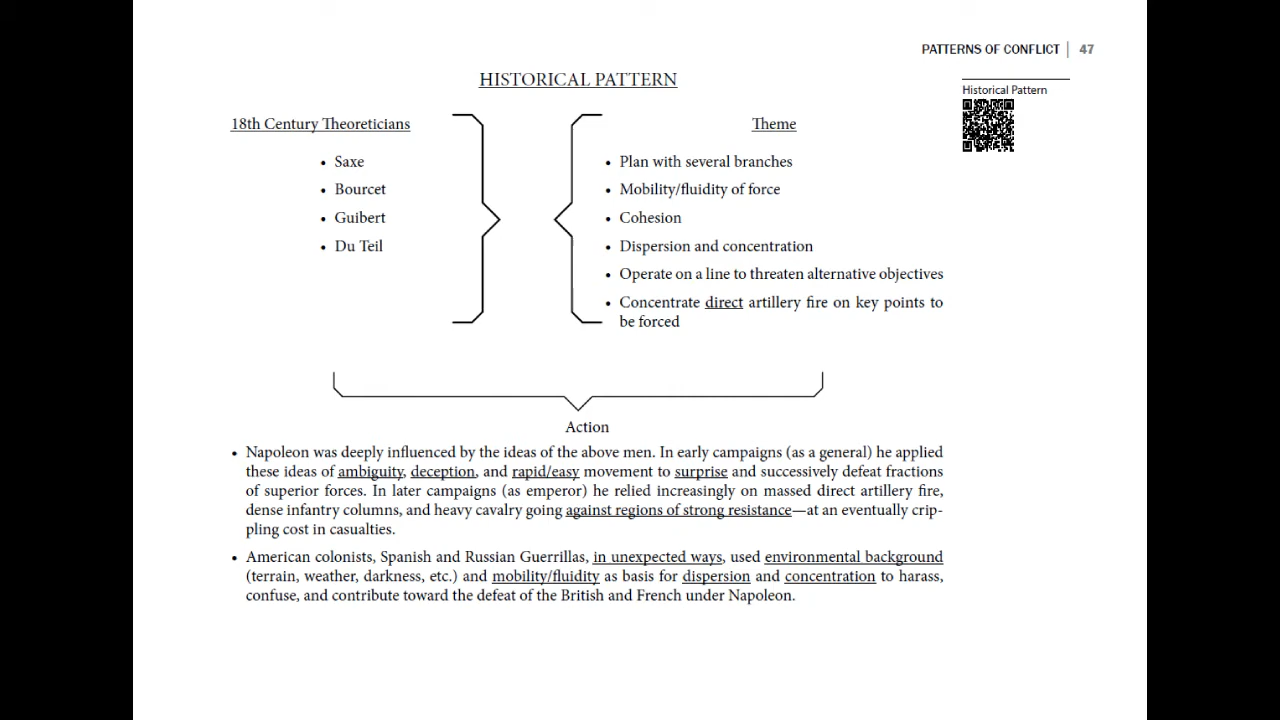 PATTERNS OF CONFLICT | 47
HISTORICAL PATTERN
Historical Pattern
18th Century Theoreticians
• Saxe
• Bourcet
• Guibert
• Du Teil
Theme
• Plan with several branches
• Mobility/fluidity of force
• Cohesion
• Dispersion and concentration
• Operate on a line to threaten alternative objectives
• Concentrate direct artillery fire on key points to
be forced
Action
• Napoleon was deeply influenced by the ideas of the above men. In early campaigns (as a general) he applied
these ideas of ambiguity, deception, and rapid/easy movement to surprise and successively defeat fractions
of superior forces. In later campaigns (as emperor) he relied increasingly on massed direct artillery fire,
dense infantry columns, and heavy cavalry going against regions of strong resistance—at an eventually crip-
pling cost in casualties.
• American colonists, Spanish and Russian Guerrillas, in unexpected ways, used environmental background
(terrain, weather, darkness, etc.) and mobility/fluidity as basis for dispersion and concentration to harass,
confuse, and contribute toward the defeat of the British and French under Napoleon.